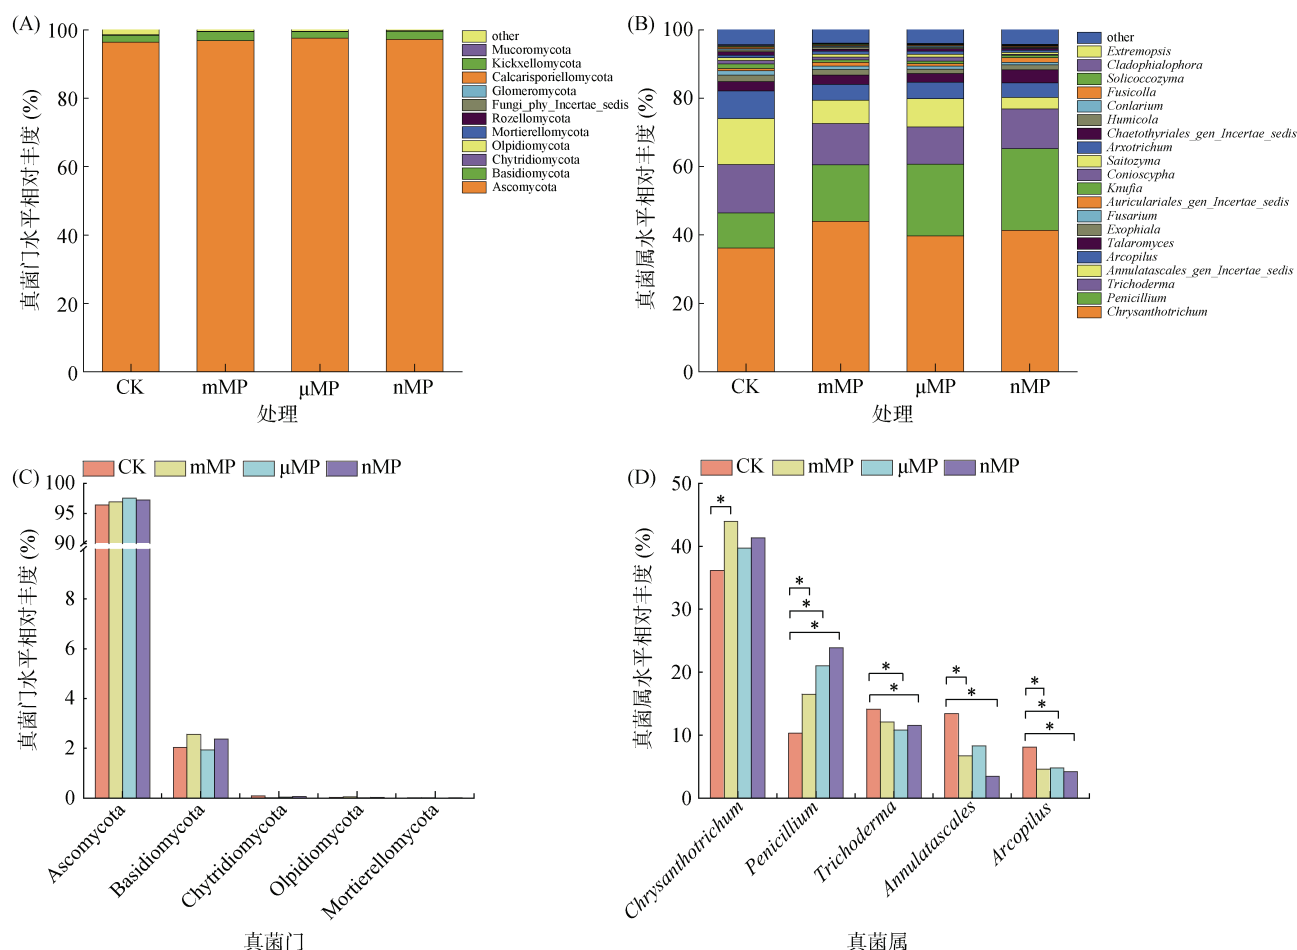 (A)
100
80
60
40
20
0
真菌门水平相对丰度 (%)
CK
mMP
μMP
nMP
处理
other
Mucoromycota
Kickxellomycota
Calcarisporiellomycota
Glomeromycota
Fungi_phy_Incertae_sedis
Rozellomycota
Mortierellomycota
Olpidiomycota
Chytridiomycota
Basidiomycota
Ascomycota
(B)
100
80
60
40
20
0
真菌属水平相对丰度 (%)
CK
mMP
μMP
nMP
处理
other
Extremopsis
Cladophialophora
Solicoccozyma
Fusicolla
Conlarium
Humicola
Chaetothyriales_gen_Incertae_sedis
Arxotrichum
Saitozyma
Conioscypha
Knufia
Auriculariales_gen_Incertae_sedis
Fusarium
Exophiala
Talaromyces
Arcopilus
Annulatascales_gen_Incertae_sedis
Trichoderma
Penicillium
Chrysanthotrichum
(C)
CK mMP μMP nMP
100
95
90
8
6
4
2
0
真菌门水平相对丰度 (%)
Ascomycota
Basidiomycota
Chytridiomycota
Olpidiomycota
Mortierellomycota
真菌门
(D)
CK mMP μMP nMP
50
40
30
20
10
0
真菌属水平相对丰度 (%)
*
*
*
*
*
*
*
*
*
*
*
Chrysanthotrichum
Penicillium
Trichoderma
Annulatascales
Arcopilus
真菌属